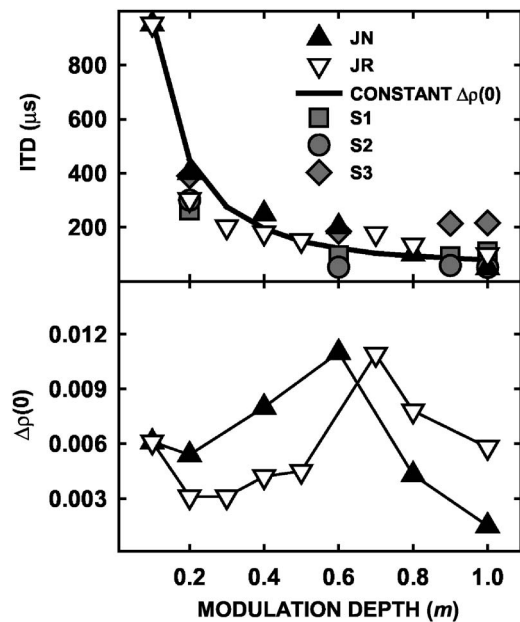 800
600
400
200
ITD (μs)
JN
JR
CONSTANT Δρ(0)
S1
S2
S3
0.012
0.009
0.006
0.003
Δρ(0)
0.2 0.4 0.6 0.8 1.0
MODULATION DEPTH (m)